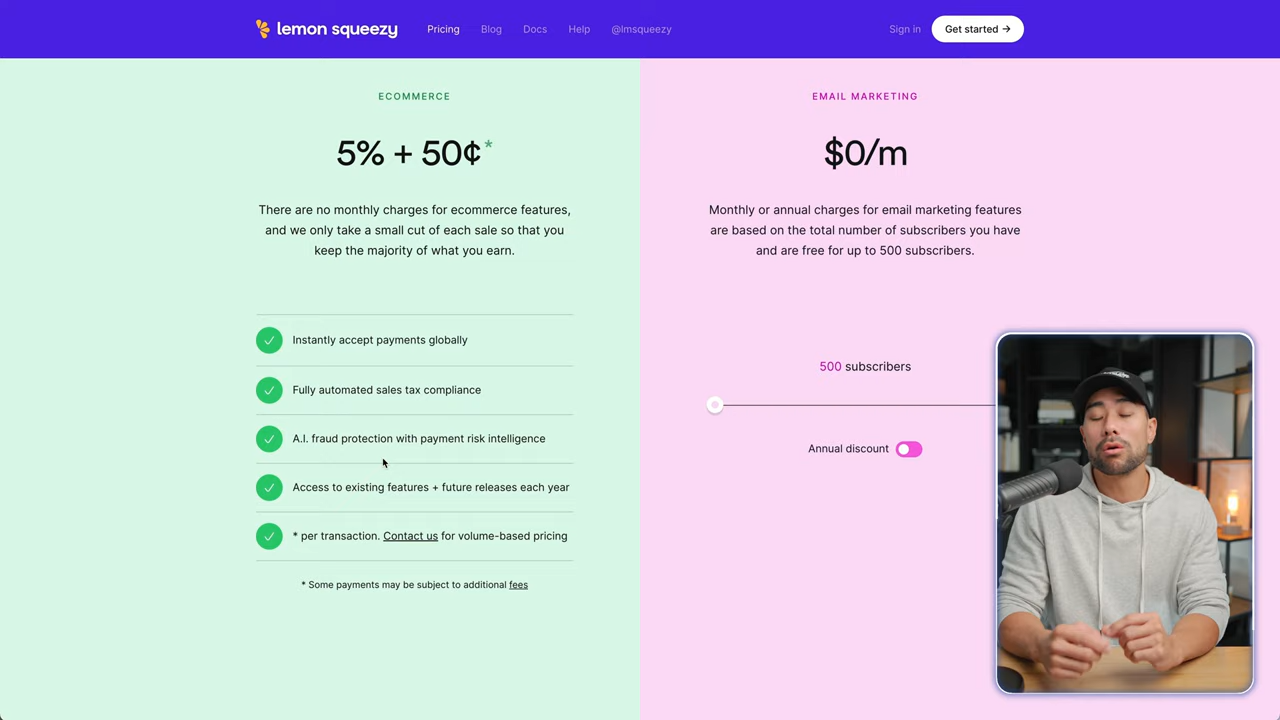 lemon squeezy Pricing Blog Docs Help @lmsqueezy Sign in Get started →
ECOMMERCE
5% + 50¢*
There are no monthly charges for ecommerce features,
and we only take a small cut of each sale so that you
keep the majority of what you earn.
Instantly accept payments globally
Fully automated sales tax compliance
A.I. fraud protection with payment risk intelligence
Access to existing features + future releases each year
* per transaction. Contact us for volume-based pricing
* Some payments may be subject to additional fees
EMAIL MARKETING
$0/m
Monthly or annual charges for email marketing features
are based on the total number of subscribers you have
and are free for up to 500 subscribers.
500 subscribers
Annual discount